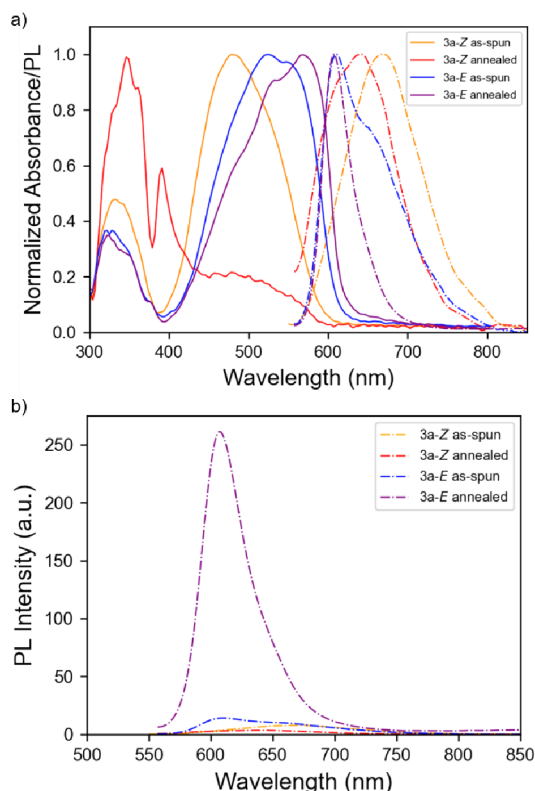 a)
3a-Z as-spun
3a-Z annealed
3a-E as-spun
3a-E annealed
Normalized Absorbance/PL
1.0
0.8
0.6
0.4
0.2
0.0
300 400 500 600 700 800
Wavelength (nm)
b)
3a-Z as-spun
3a-Z annealed
3a-E as-spun
3a-E annealed
PL Intensity (a.u.)
250
200
150
100
50
0
500 550 600 650 700 750 800 850
Wavelength (nm)